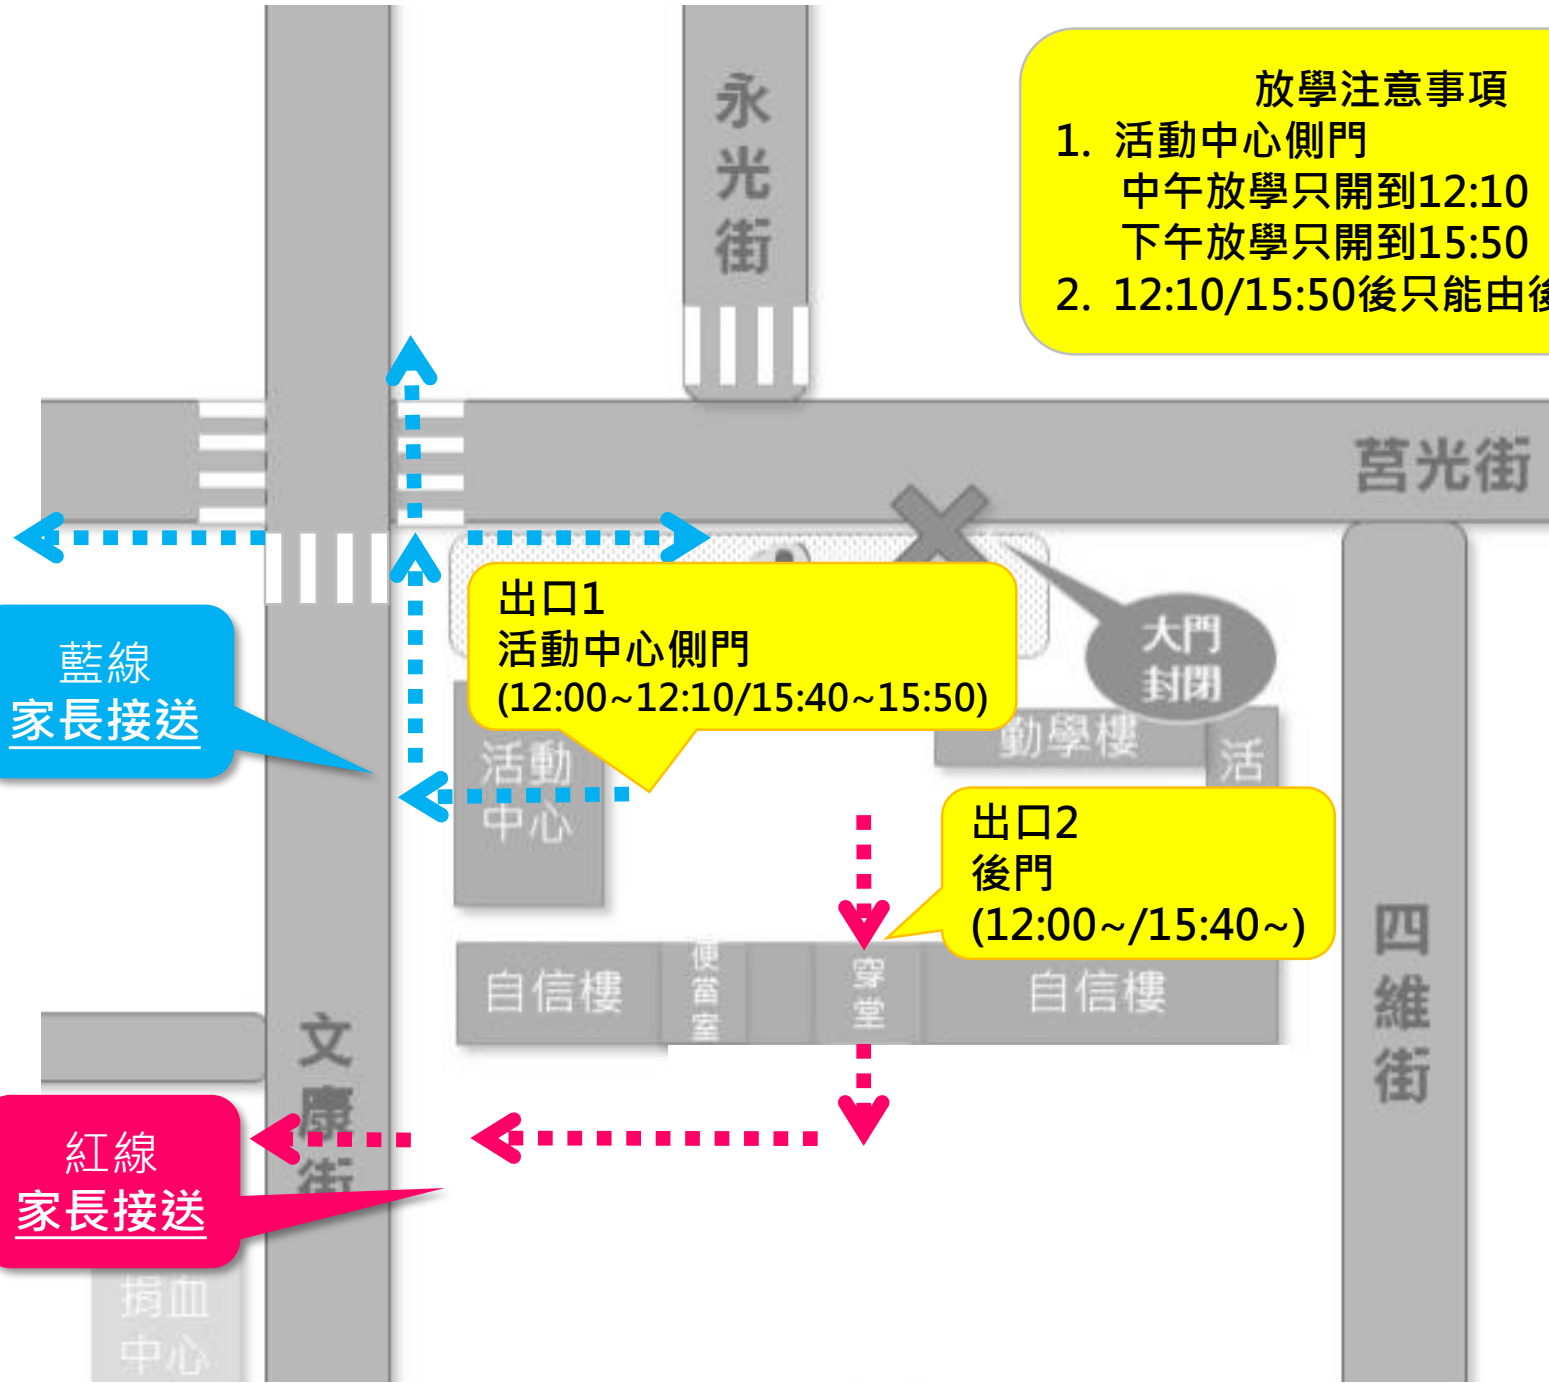 永光街
放學注意事項
1. 活動中心側門
中午放學只開到12:10
下午放學只開到15:50
2. 12:10/15:50後只能由後
莒光街
出口1
活動中心側門
(12:00~12:10/15:40~15:50)
大門
封閉
藍線
家長接送
活動
中心
勤學樓
活
出口2
後門
(12:00~/15:40~)
四維街
自信樓
便當室
穿堂
自信樓
文康街
紅線
家長接送
捐血
中心